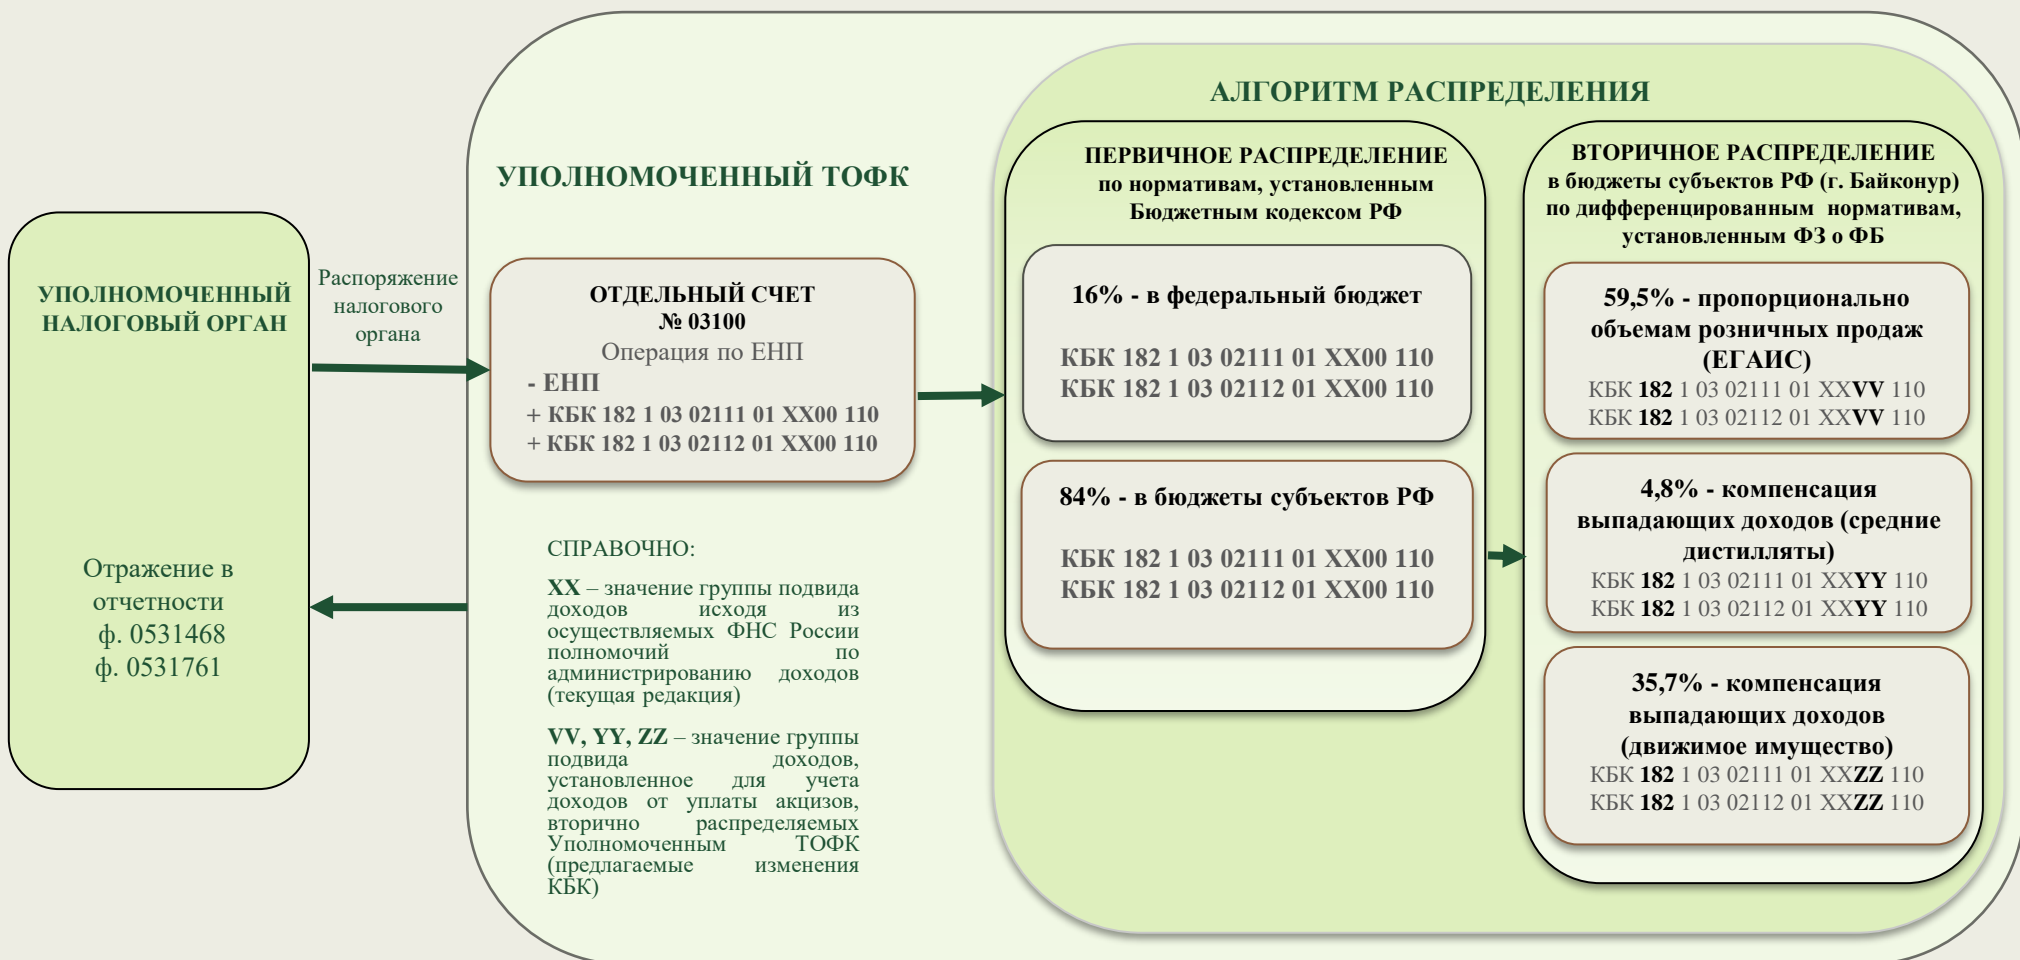 УПОЛНОМОЧЕННЫЙ
НАЛОГОВЫЙ ОРГАН
Отражение в
отчетности
ф. 0531468
ф. 0531761
Распоряжение
налогового
органа
УПОЛНОМОЧЕННЫЙ ТОФК
ОТДЕЛЬНЫЙ СЧЕТ
№ 03100
Операция по ЕНП
- ЕНП
+ КБК 182 1 03 02111 01 XX00 110
+ КБК 182 1 03 02112 01 XX00 110
СПРАВОЧНО:
XX – значение группы подвида
доходов исходя из
осуществляемых ФНС России
полномочий по
администрированию доходов
(текущая редакция)
VV, YY, ZZ – значение группы
подвида доходов,
установленное для учета
доходов от уплаты акцизов,
вторично распределяемых
Уполномоченным ТОФК
(предлагаемые изменения
КБК)
АЛГОРИТМ РАСПРЕДЕЛЕНИЯ
ПЕРВИЧНОЕ РАСПРЕДЕЛЕНИЕ
по нормативам, установленным
Бюджетным кодексом РФ
16% - в федеральный бюджет
КБК 182 1 03 02111 01 XX00 110
КБК 182 1 03 02112 01 XX00 110
84% - в бюджеты субъектов РФ
КБК 182 1 03 02111 01 XX00 110
КБК 182 1 03 02112 01 XX00 110
ВТОРИЧНОЕ РАСПРЕДЕЛЕНИЕ
в бюджеты субъектов РФ (г. Байконур)
по дифференцированным нормативам,
установленным ФЗ о ФБ
59,5% - пропорционально
объемам розничных продаж
(ЕГАИС)
КБК 182 1 03 02111 01 XXVV 110
КБК 182 1 03 02112 01 XXVV 110
4,8% - компенсация
выпадающих доходов (средние
дистилляты)
КБК 182 1 03 02111 01 XXYY 110
КБК 182 1 03 02112 01 XXYY 110
35,7% - компенсация
выпадающих доходов
(движимое имущество)
КБК 182 1 03 02111 01 XXZZ 110
КБК 182 1 03 02112 01 XXZZ 110